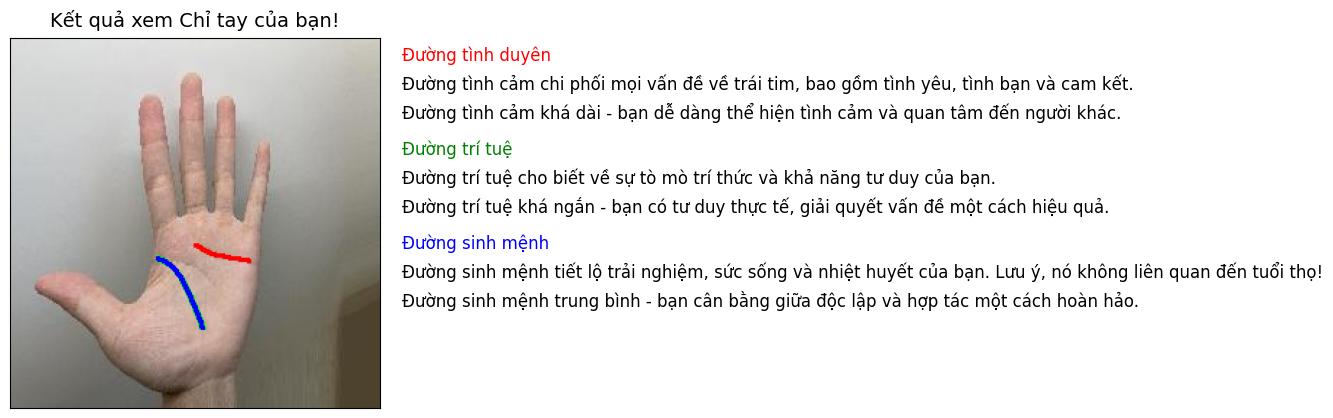 Kết quả xem Chỉ tay của bạn!
Đường tình duyên
Đường tình cảm chi phối mọi vấn đề về trái tim, bao gồm tình yêu, tình bạn và cam kết.
Đường tình cảm khá dài - bạn dễ dàng thể hiện tình cảm và quan tâm đến người khác.
Đường trí tuệ
Đường trí tuệ cho biết về sự tò mò trí thức và khả năng tư duy của bạn.
Đường trí tuệ khá ngắn - bạn có tư duy thực tế, giải quyết vấn đề một cách hiệu quả.
Đường sinh mệnh
Đường sinh mệnh tiết lộ trải nghiệm, sức sống và nhiệt huyết của bạn. Lưu ý, nó không liên quan đến tuổi thọ!
Đường sinh mệnh trung bình - bạn cân bằng giữa độc lập và hợp tác một cách hoàn hảo.